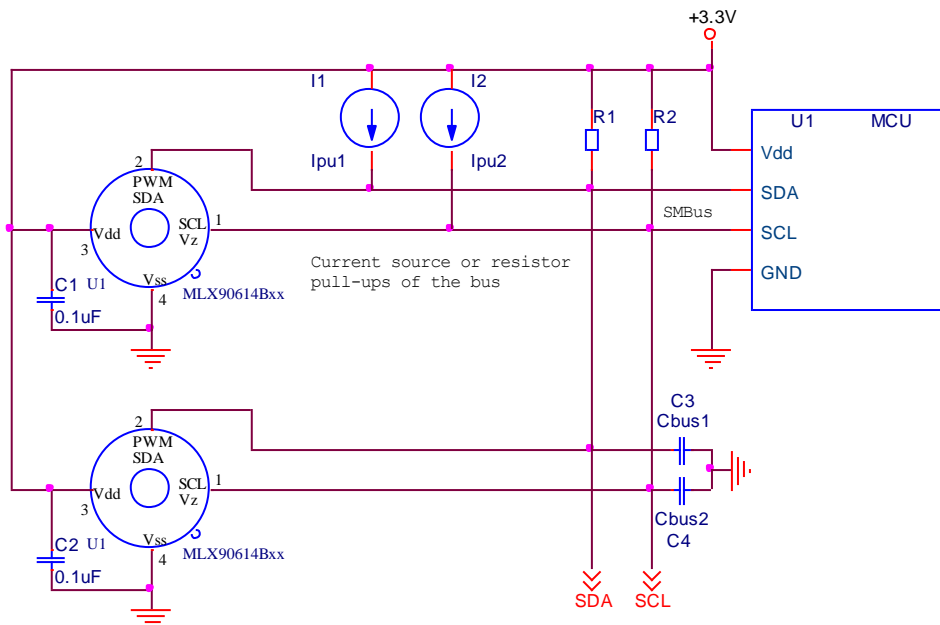 +3.3V
I1
I2
R1
R2
U1
MCU
Ipu1
Ipu2
Vdd
SDA
SCL
GND
SMBus
2
PWM
SDA
SCL
Vz
1
Vdd
3
Vss
4
C1
U1
MLX90614Bxx
0.1uF
Current source or resistor
pull-ups of the bus
2
PWM
SDA
SCL
Vz
1
Vdd
3
Vss
4
C2
U1
MLX90614Bxx
0.1uF
C3
Cbus1
Cbus2
C4
SDA
SCL